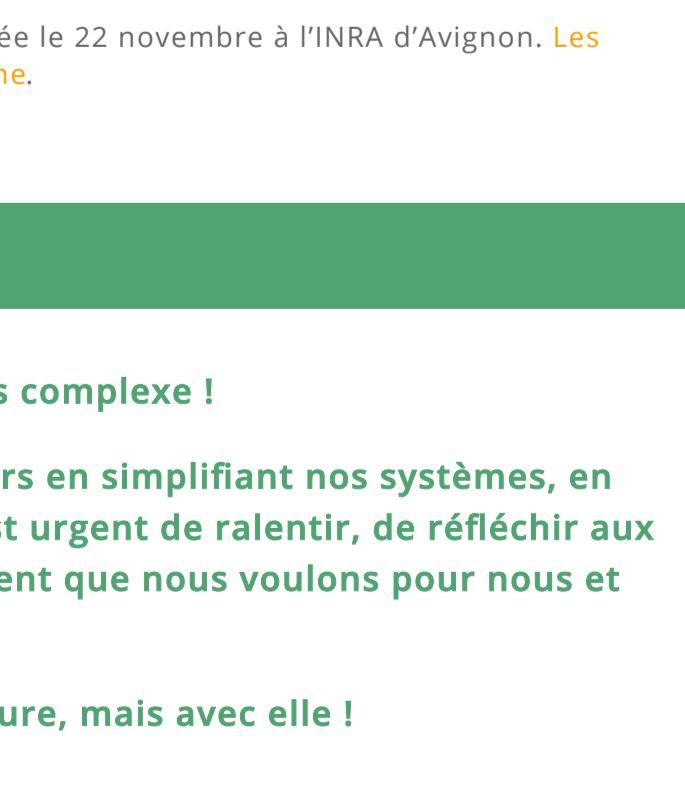 ée le 22 novembre à l’INRA d’Avignon. Les
ne.
s complexe !
rs en simplifiant nos systèmes, en
st urgent de ralentir, de réfléchir aux
ent que nous voulons pour nous et
ure, mais avec elle !